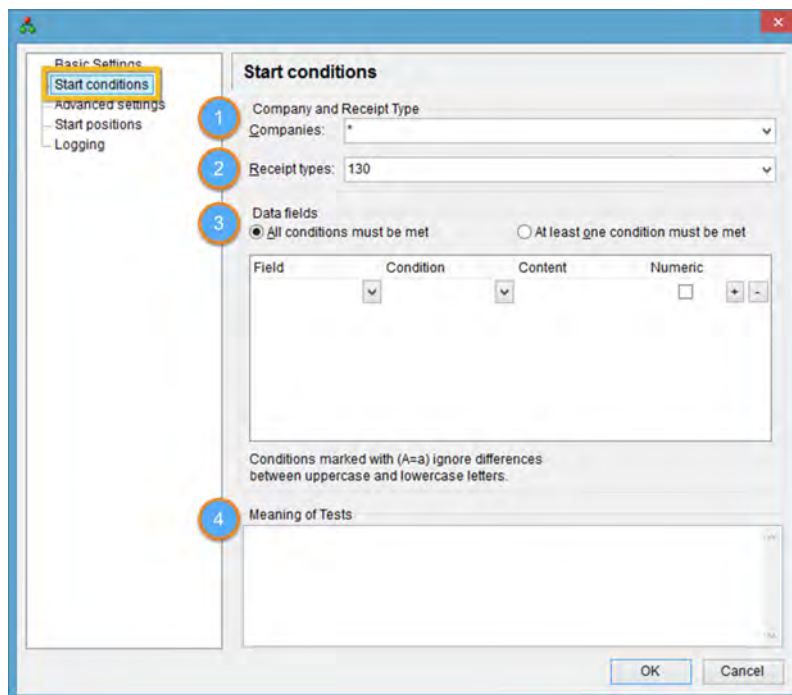 Basic Settings
Start conditions
Advanced settings
Start positions
Logging
Start conditions
Company and Receipt Type
1
Companies: *
2
Receipt types: 130
3
Data fields
All conditions must be met At least one condition must be met
Field Condition Content Numeric
+ -
Conditions marked with (A=a) ignore differences
between uppercase and lowercase letters.
4
Meaning of Tests
OK Cancel